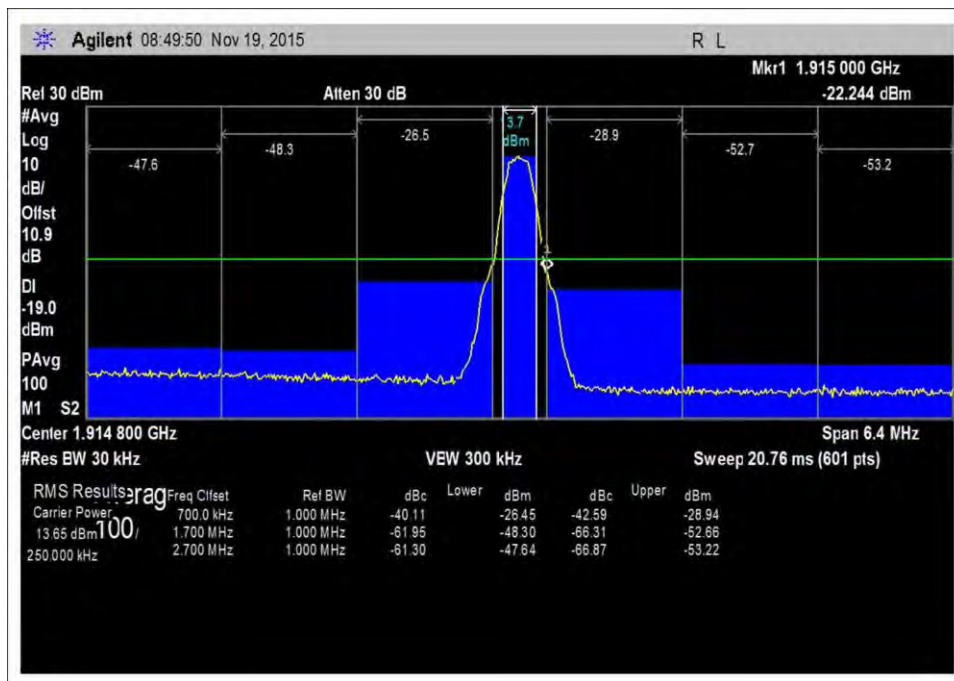 Agilent 08:49:50 Nov 19, 2015 R L
Mkr1 1.915 000 GHz
Ref 30 dBm Atten 30 dB -22.244 dBm
#Avg
Log
10
dB/
Offst
10.9
dB
DI
-19.0
dBm
PAvg
100
M1 S2
-47.6 -48.3 -26.5 3.7 dBm -28.9 -52.7 -53.2
1
Center 1.914 800 GHz Span 6.4 MHz
#Res BW 30 kHz VBW 300 kHz Sweep 20.76 ms (601 pts)
RMS Results Freq Offset Ref BW dBc Lower dBm dBc Upper dBm
Carrier Power 700.0 kHz 1.000 MHz -40.11 -26.45 -42.59 -28.94
13.65 dBm 100/ 1.700 MHz 1.000 MHz -61.95 -48.30 -66.31 -52.66
250.000 kHz 2.700 MHz 1.000 MHz -61.30 -47.64 -66.87 -53.22